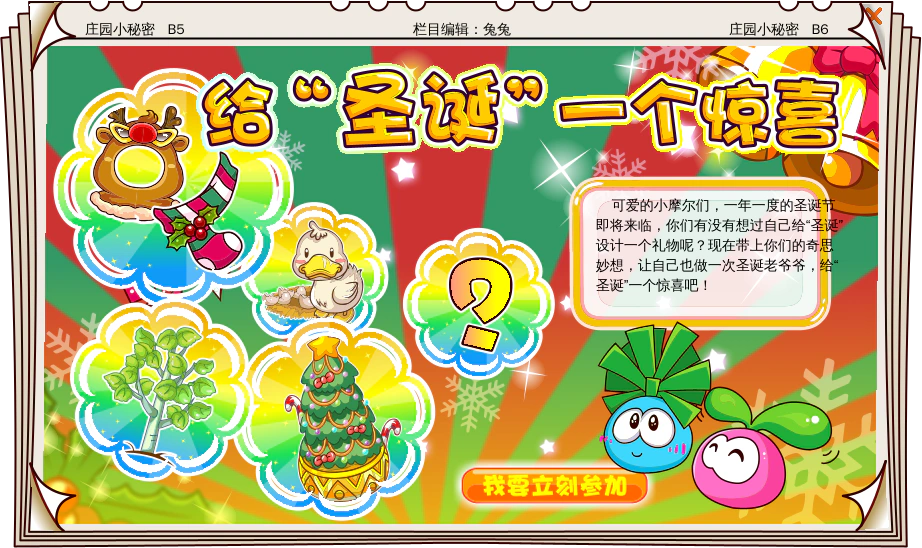 庄园小秘密 B5
栏目编辑：兔兔
庄园小秘密 B6
给“圣诞”一个惊喜
可爱的小摩尔们，一年一度的圣诞节
即将来临，你们有没有想过自己给“圣诞”
设计一个礼物呢？现在带上你们的奇思
妙想，让自己也做一次圣诞老爷爷，给“
圣诞”一个惊喜吧！
?
我要立刻参加